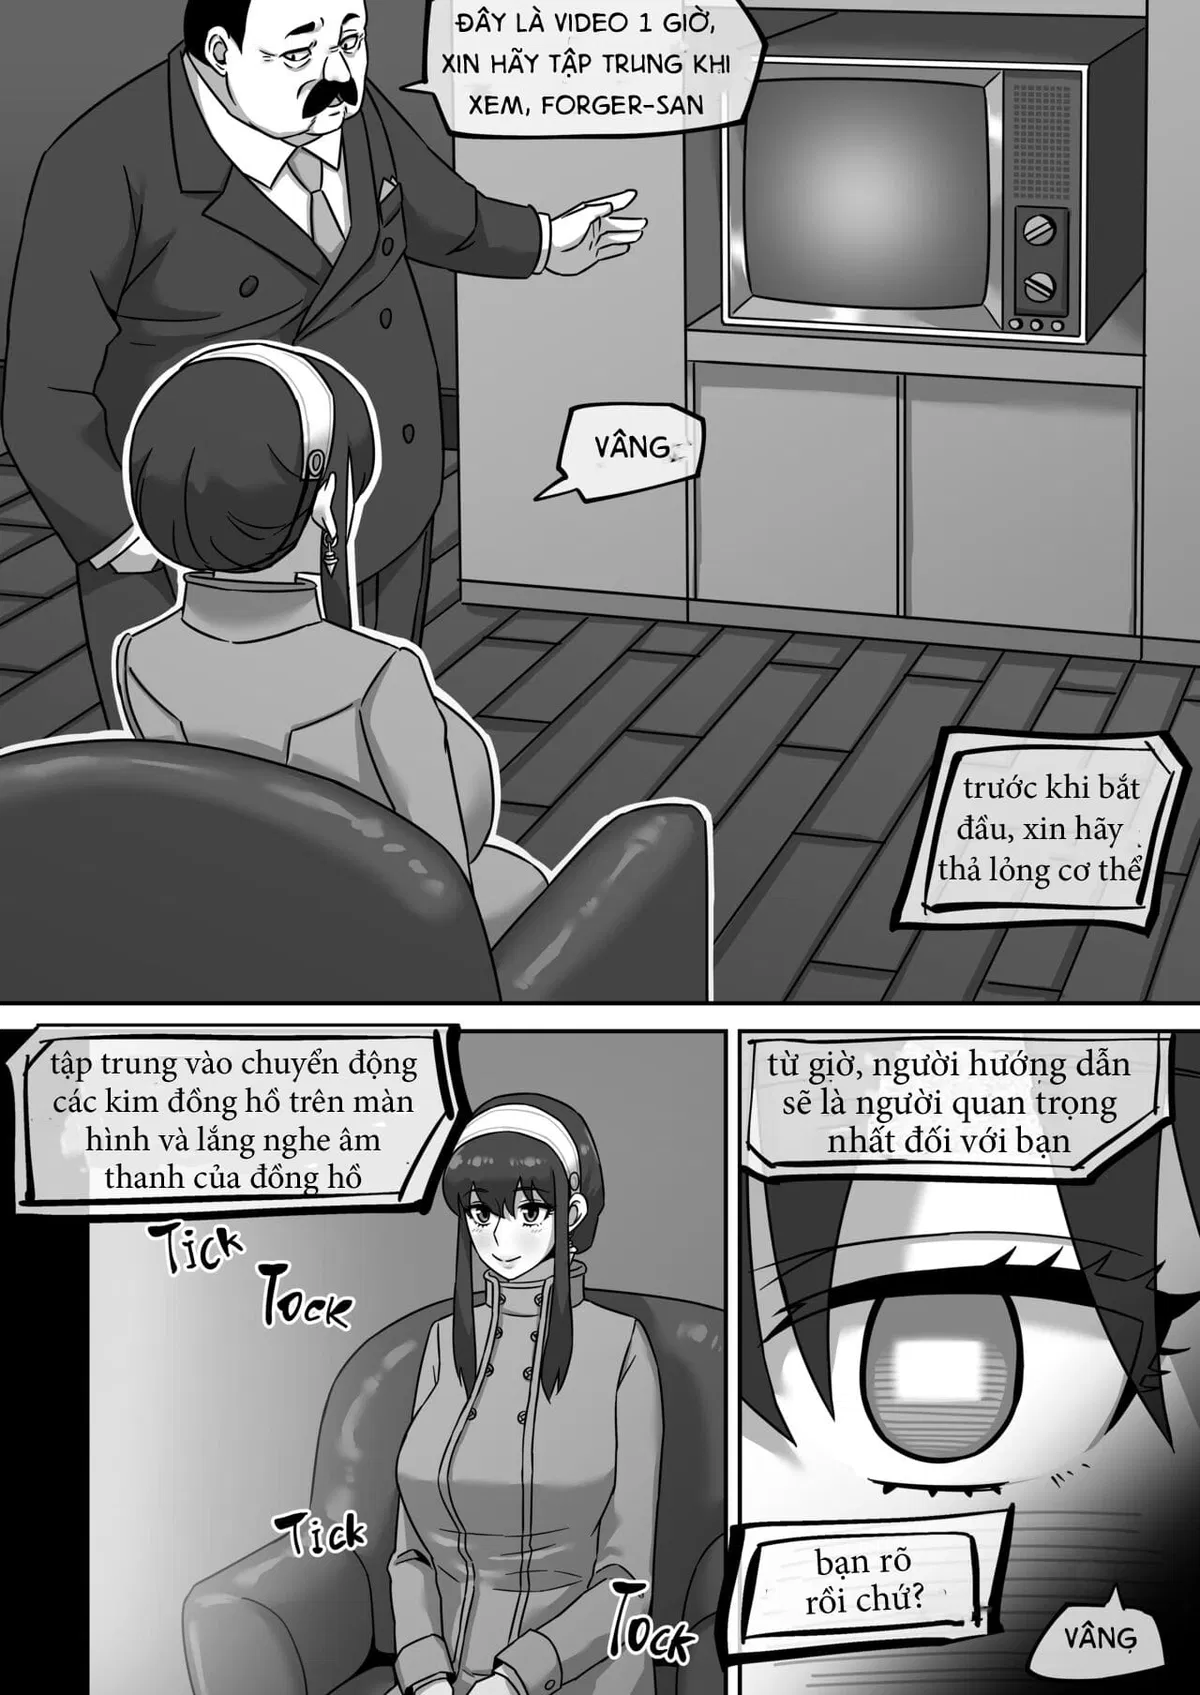 ĐÂY LÀ VIDEO 1 GIỜ,
XIN HÃY TẬP TRUNG KHI
XEM, FORGER-SAN
VÂNG
trước khi bắt
đầu, xin hãy
thả lỏng cơ thể
tập trung vào chuyển động
các kim đồng hồ trên màn
hình và lắng nghe âm
thanh của đồng hồ
TICK
TOCK
TICK
TOCK
từ giờ, người hướng dẫn
sẽ là người quan trọng
nhất đối với bạn
bạn rõ
rồi chứ?
VÂNG